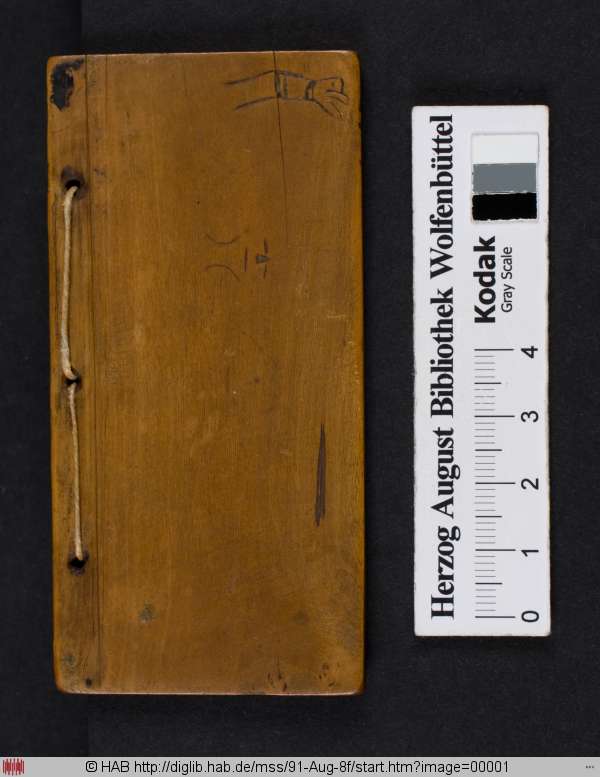 Herzog August Bibliothek Wolfenbüttel
Kodak
Gray Scale
4
3
2
1
0
© HAB http://diglib.hab.de/mss/91-Aug-8f/start.htm?image=00001